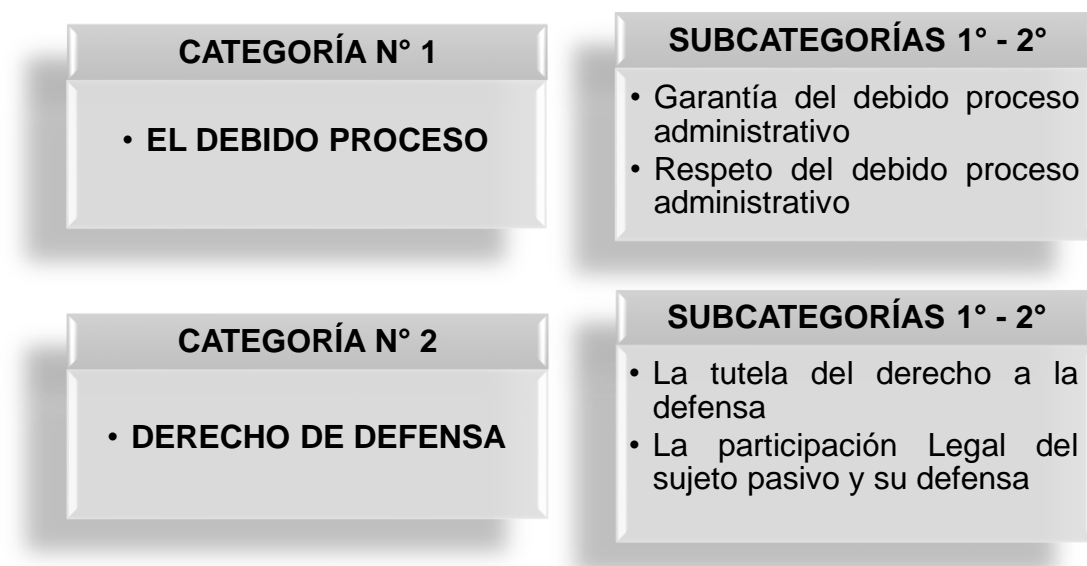 CATEGORÍA N° 1
• EL DEBIDO PROCESO
SUBCATEGORÍAS 1° - 2°
• Garantía del debido proceso
administrativo
• Respeto del debido proceso
administrativo
CATEGORÍA N° 2
• DERECHO DE DEFENSA
SUBCATEGORÍAS 1° - 2°
• La tutela del derecho a la
defensa
• La participación Legal del
sujeto pasivo y su defensa